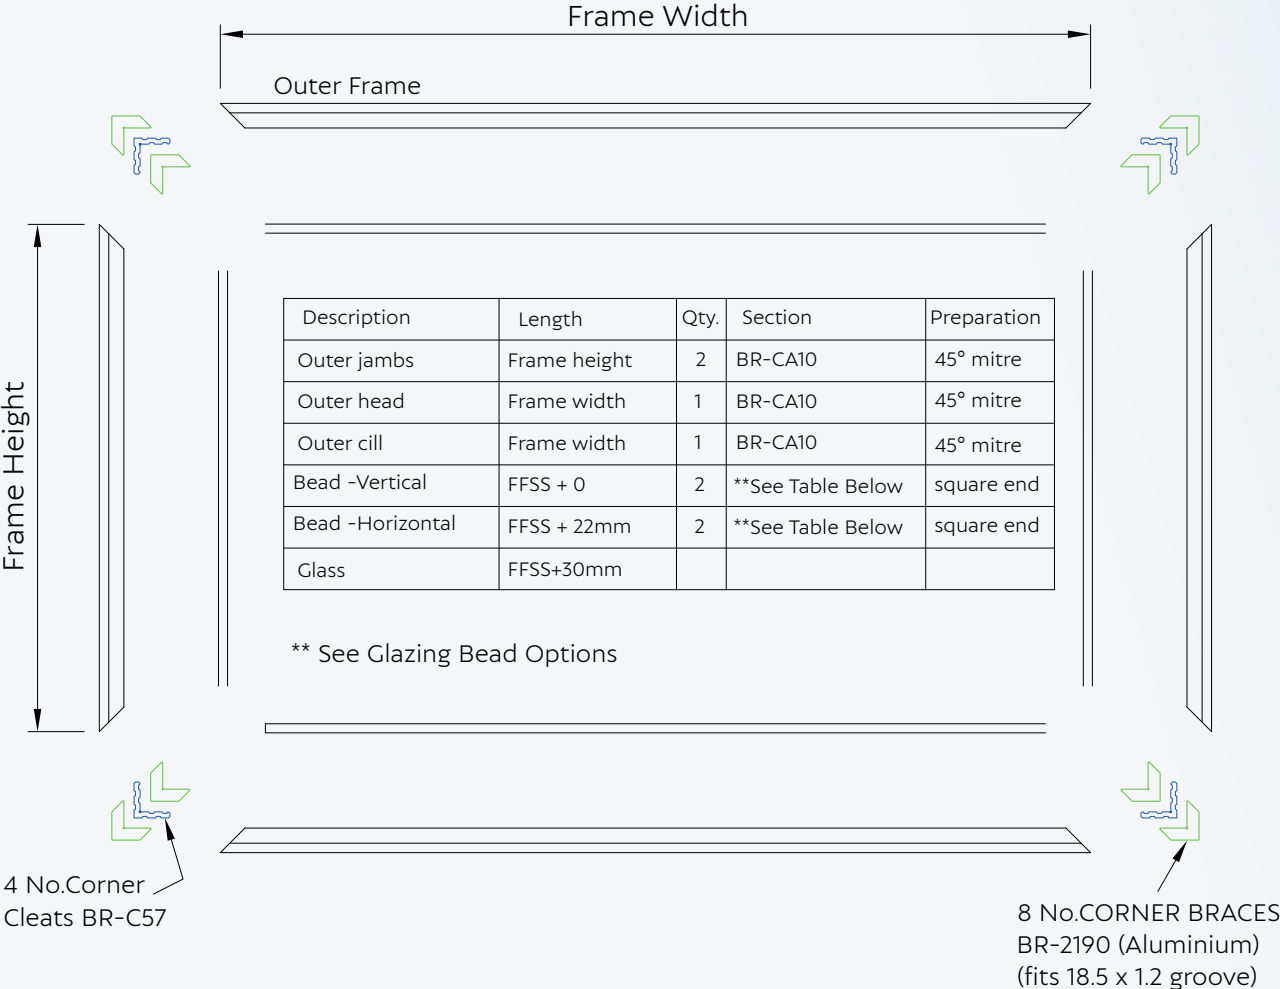 Frame Width
Outer Frame
Frame Height
Description Length Qty. Section Preparation
Outer jambs Frame height 2 BR-CA10 45° mitre
Outer head Frame width 1 BR-CA10 45° mitre
Outer cill Frame width 1 BR-CA10 45° mitre
Bead -Vertical FFSS + 0 2 **See Table Below square end
Bead -Horizontal FFSS + 22mm 2 **See Table Below square end
Glass FFSS+30mm
** See Glazing Bead Options
4 No.Corner
Cleats BR-C57
8 No.CORNER BRACES
BR-2190 (Aluminium)
(fits 18.5 x 1.2 groove)